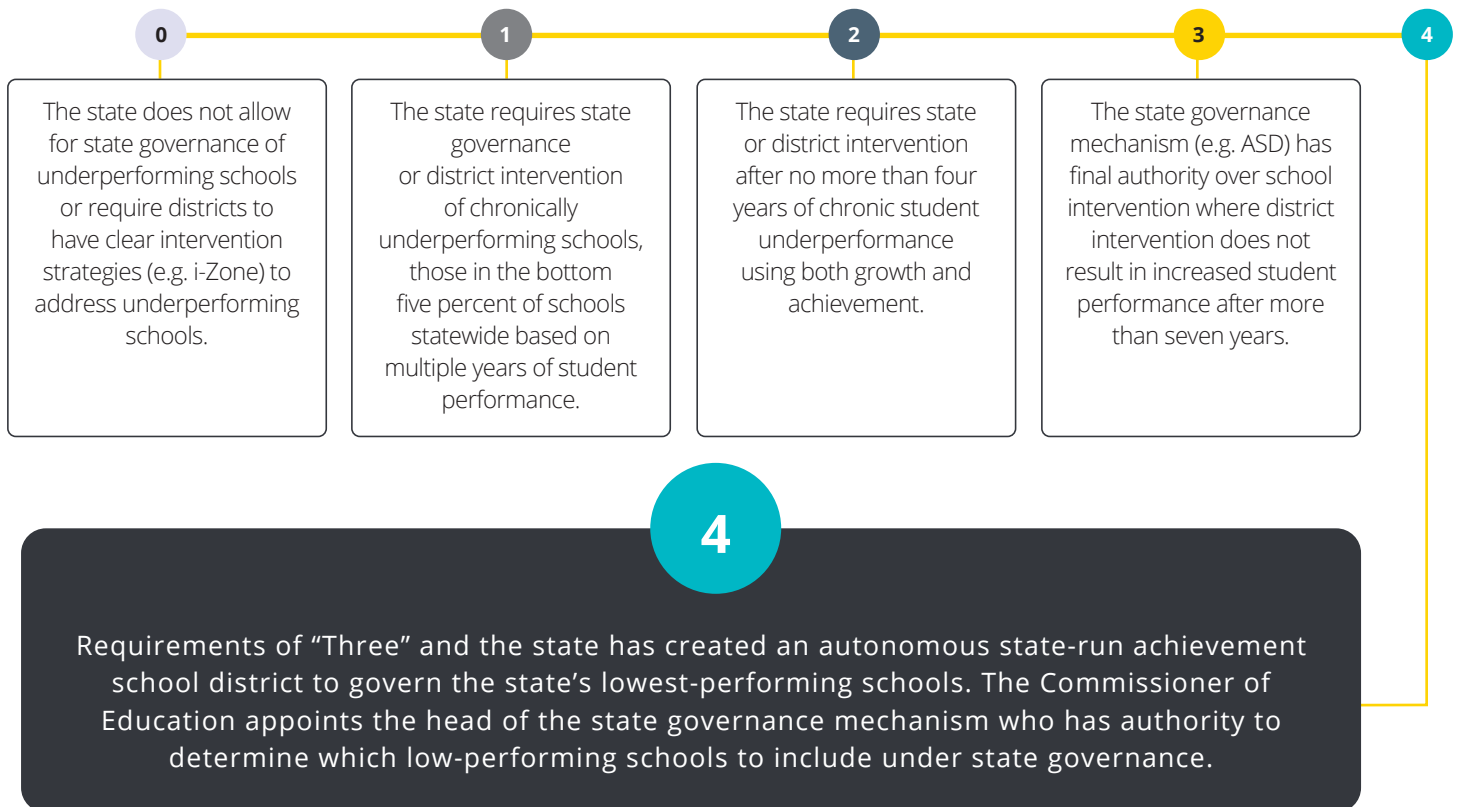 0
The state does not allow
for state governance of
underperforming schools
or require districts to
have clear intervention
strategies (e.g. i-Zone) to
address underperforming
schools.
1
The state requires state
governance
or district intervention
of chronically
underperforming schools,
those in the bottom
five percent of schools
statewide based on
multiple years of student
performance.
2
The state requires state
or district intervention
after no more than four
years of chronic student
underperformance
using both growth and
achievement.
3
The state governance
mechanism (e.g. ASD) has
final authority over school
intervention where district
intervention does not
result in increased student
performance after more
than seven years.
4
4
Requirements of “Three” and the state has created an autonomous state-run achievement
school district to govern the state’s lowest-performing schools. The Commissioner of
Education appoints the head of the state governance mechanism who has authority to
determine which low-performing schools to include under state governance.